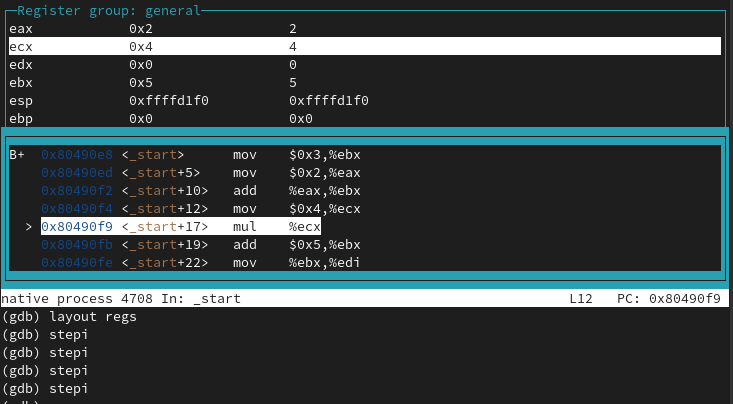 Register group: general
eax 0x2 2
ecx 0x4 4
edx 0x0 0
ebx 0x5 5
esp 0xffffd1f0 0xffffd1f0
ebp 0x0 0x0
B+ 0x80490e8 <_start> mov $0x3,%ebx
0x80490ed <_start+5> mov $0x2,%eax
0x80490f2 <_start+10> add %eax,%ebx
0x80490f4 <_start+12> mov $0x4,%ecx
> 0x80490f9 <_start+17> mul %ecx
0x80490fb <_start+19> add $0x5,%ebx
0x80490fe <_start+22> mov %ebx,%edi
native process 4708 In: _start L12 PC: 0x80490f9
(gdb) layout regs
(gdb) stepi
(gdb) stepi
(gdb) stepi
(gdb) stepi